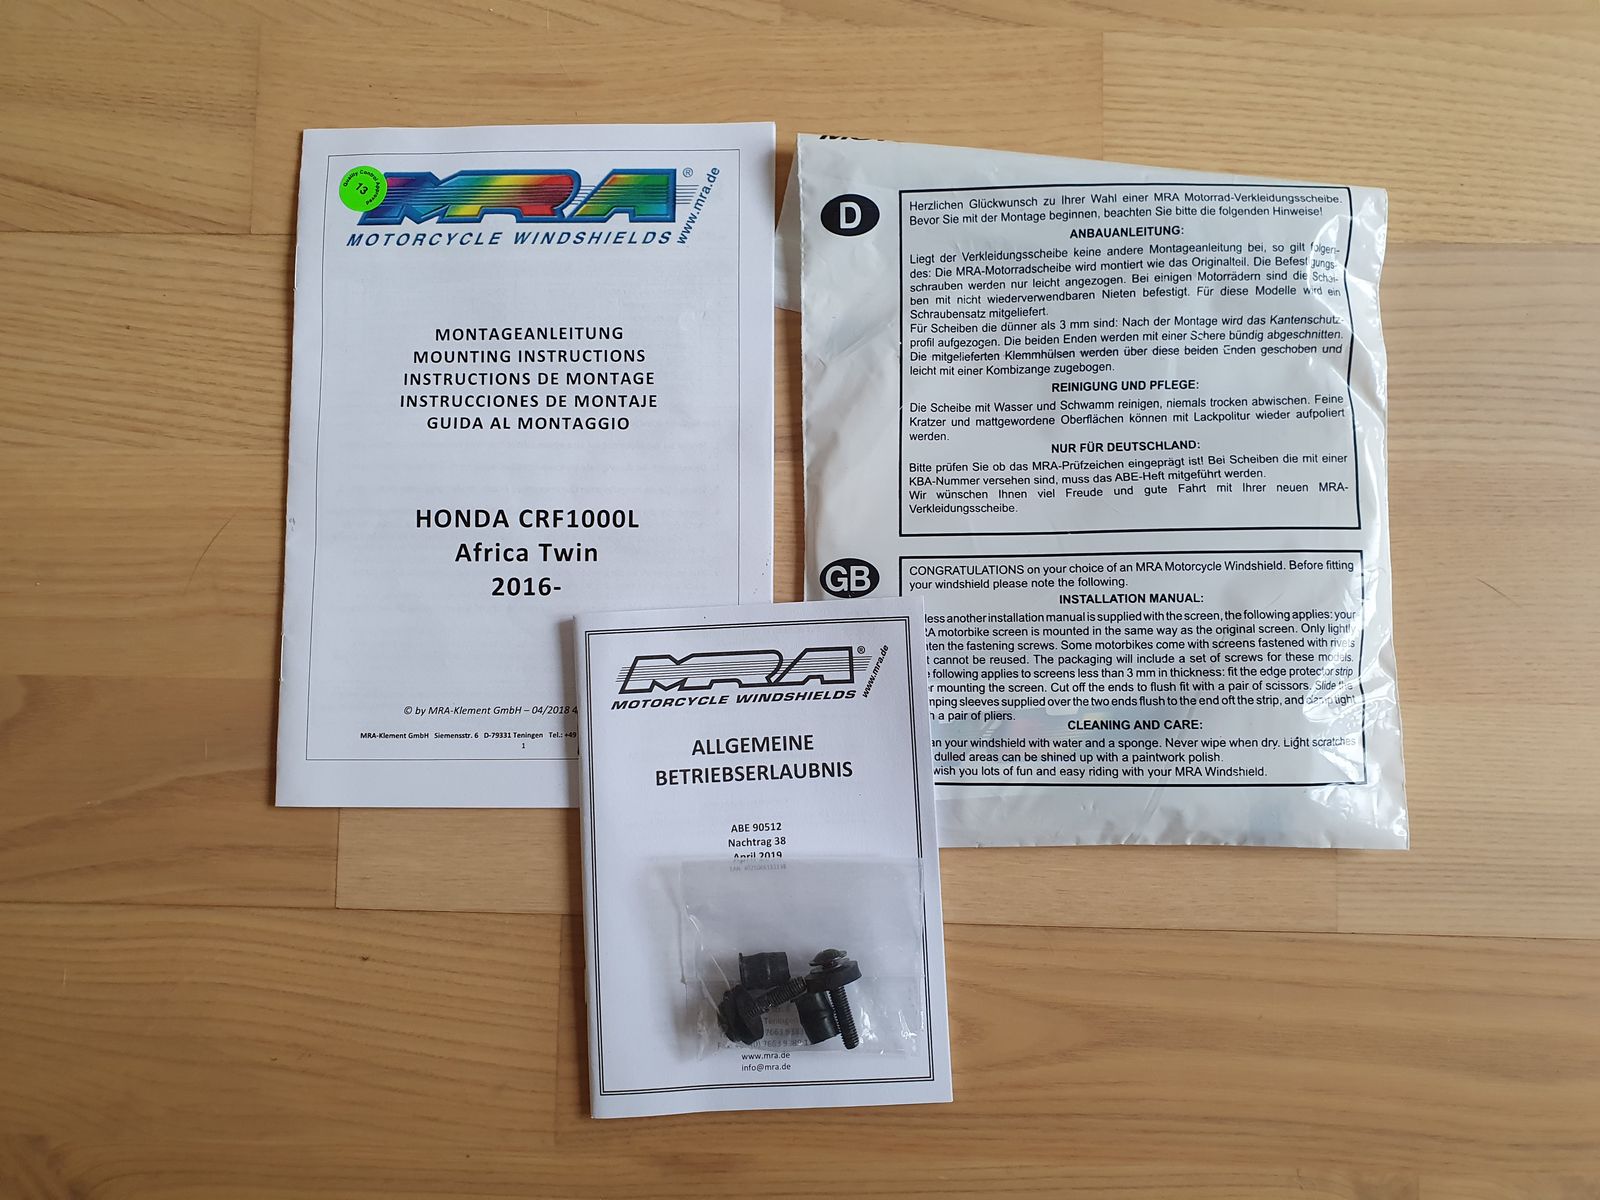 Quality Control
13
Passed
MRA®
www.mra.de
MOTORCYCLE WINDSHIELDS
MONTAGEANLEITUNG
MOUNTING INSTRUCTIONS
INSTRUCTIONS DE MONTAGE
INSTRUCCIONES DE MONTAJE
GUIDA AL MONTAGGIO
HONDA CRF1000L
Africa Twin
2016-
© by MRA-Klement GmbH – 04/2018
MRA-Klement GmbH Siemensstr. 6 D-79331 Teningen Tel.: +49
1
D
Herzlichen Glückwunsch zu Ihrer Wahl einer MRA Motorrad-Verkleidungsscheibe.
Bevor Sie mit der Montage beginnen, beachten Sie bitte die folgenden Hinweise!
ANBAUANLEITUNG:
Liegt der Verkleidungsscheibe keine andere Montageanleitung bei, so gilt folgen-
des: Die MRA-Motorradscheibe wird montiert wie das Originalteil. Die Befestigungs-
schrauben werden nur leicht angezogen. Bei einigen Motorrädern sind die Schei-
ben mit nicht wiederverwendbaren Nieten befestigt. Für diese Modelle wird ein
Schraubensatz mitgeliefert.
Für Scheiben die dünner als 3 mm sind: Nach der Montage wird das Kantenschutz-
profil aufgezogen. Die beiden Enden werden mit einer Schere bündig abgeschnitten.
Die mitgelieferten Klemmhülsen werden über diese beiden Enden geschoben und
leicht mit einer Kombizange zugebogen.
REINIGUNG UND PFLEGE:
Die Scheibe mit Wasser und Schwamm reinigen, niemals trocken abwischen. Feine
Kratzer und mattgewordene Oberflächen können mit Lackpolitur wieder aufpoliert
werden.
NUR FÜR DEUTSCHLAND:
Bitte prüfen Sie ob das MRA-Prüfzeichen eingeprägt ist! Bei Scheiben die mit einer
KBA-Nummer versehen sind, muss das ABE-Heft mitgeführt werden.
Wir wünschen Ihnen viel Freude und gute Fahrt mit Ihrer neuen MRA-
Verkleidungsscheibe.
GB
CONGRATULATIONS on your choice of an MRA Motorcycle Windshield. Before fitting
your windshield please note the following.
INSTALLATION MANUAL:
less another installation manual is supplied with the screen, the following applies: your
RA motorbike screen is mounted in the same way as the original screen. Only lightly
ten the fastening screws. Some motorbikes come with screens fastened with rivets
t cannot be reused. The packaging will include a set of screws for these models.
e following applies to screens less than 3 mm in thickness: fit the edge protector strip
er mounting the screen. Cut off the ends to flush fit with a pair of scissors. Slide the
mping sleeves supplied over the two ends flush to the end oft the strip, and clamp tight
h a pair of pliers.
CLEANING AND CARE:
an your windshield with water and a sponge. Never wipe when dry. Light scratches
dulled areas can be shined up with a paintwork polish.
wish you lots of fun and easy riding with your MRA Windshield.
MRA®
www.mra.de
MOTORCYCLE WINDSHIELDS
ALLGEMEINE
BETRIEBSERLAUBNIS
ABE 90512
Nachtrag 38
April 2019
www.mra.de
info@mra.de